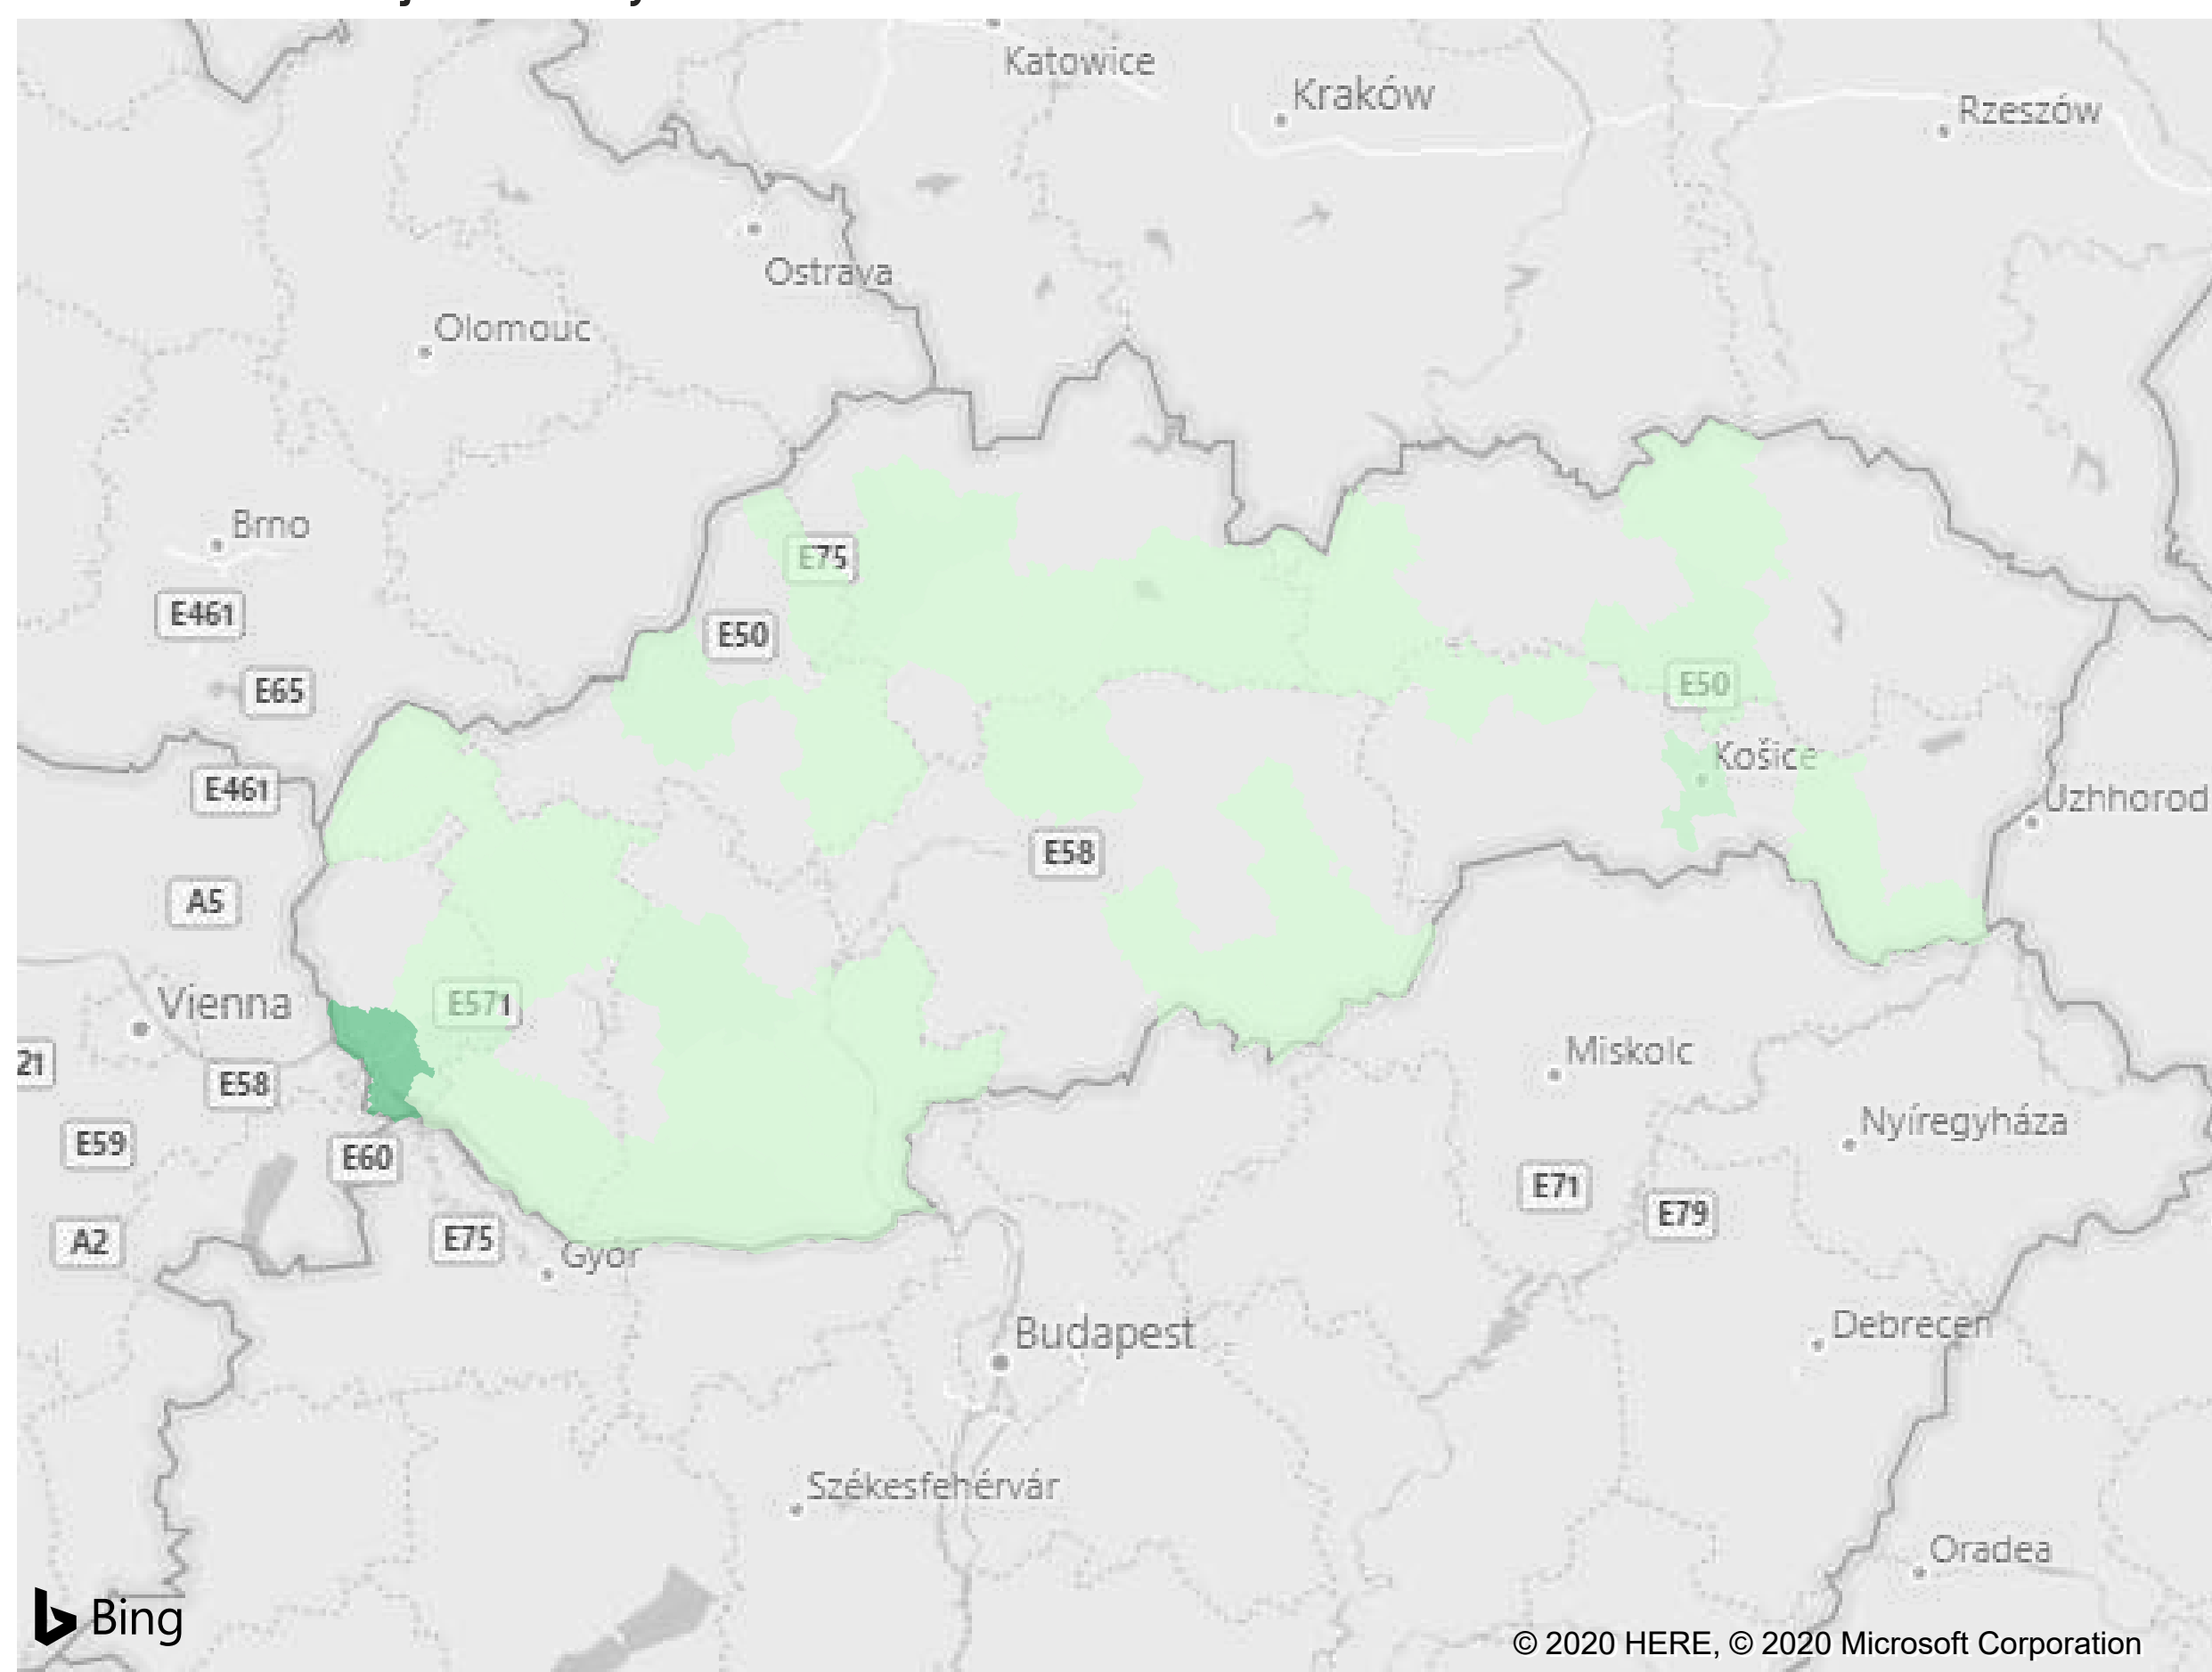 Katowice
Kraków
Rzeszów
Ostrava
Olomouc
Brno
E75
E461
E50
E65
E50
Košice
E461
Uzhhorod
E58
A5
Vienna
E571
21
E58
Miskolc
E59
E60
Nyíregyháza
E71
E79
A2
E75
Győr
Debrecen
Budapest
Székesfehérvár
Oradea
Bing
© 2020 HERE, © 2020 Microsoft Corporation